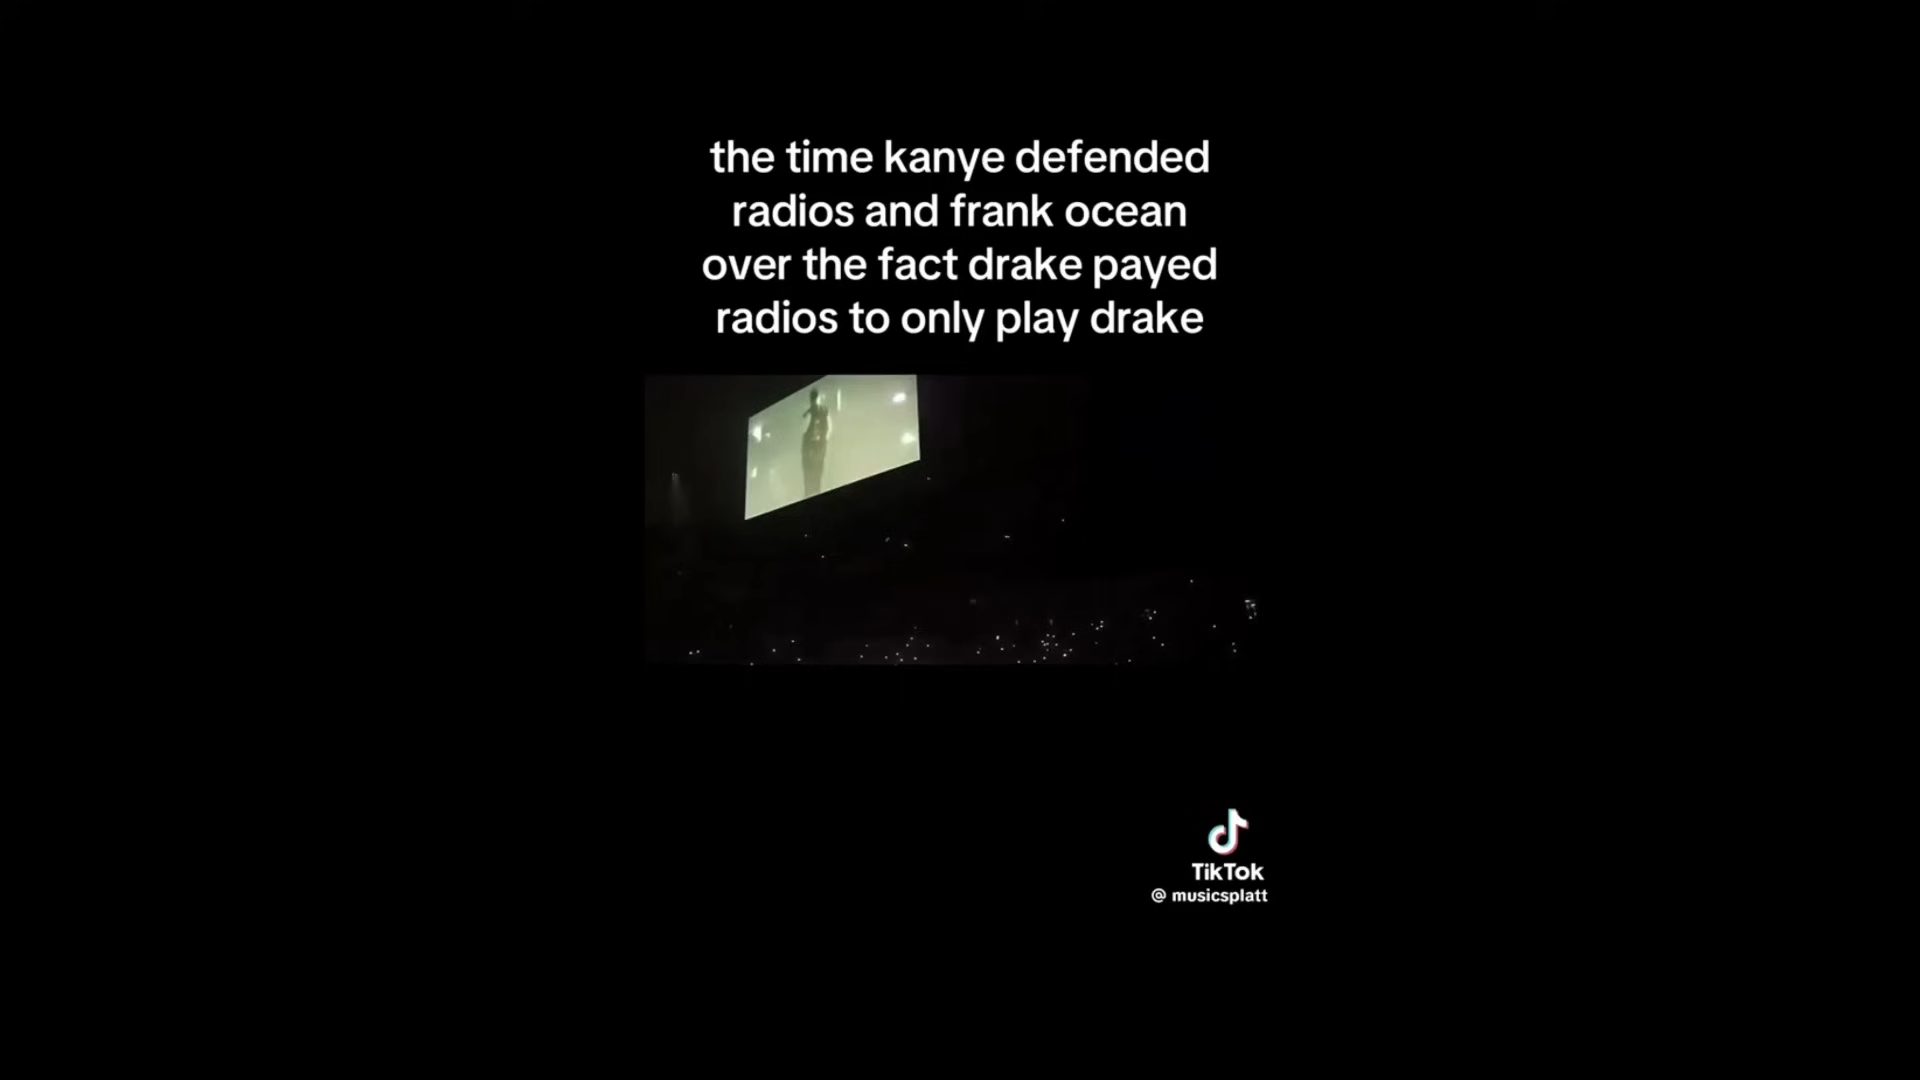 the time kanye defended
radios and frank ocean
over the fact drake payed
radios to only play drake
TikTok
@ musicsplatt